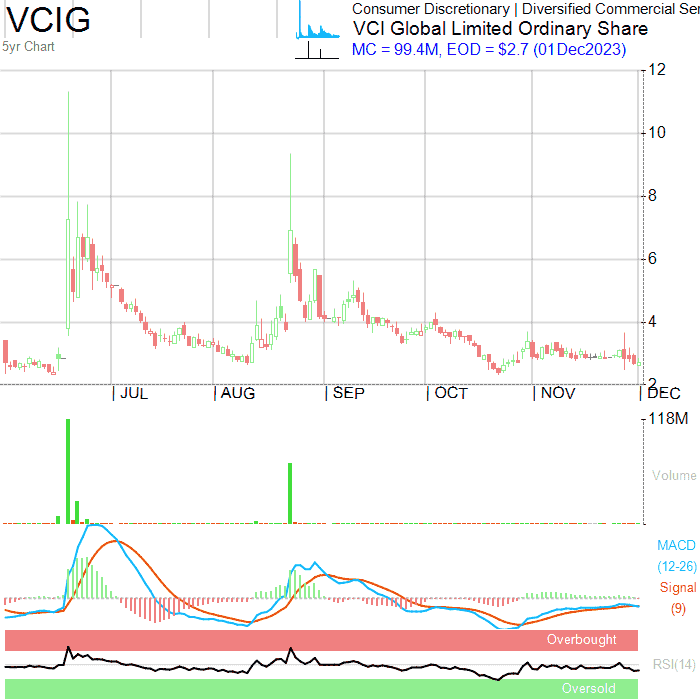 VCIG
Consumer Discretionary | Diversified Commercial Ser
5yr Chart
VCI Global Limited Ordinary Share
MC = 99.4M, EOD = $2.7 (01Dec2023)
12
10
8
6
4
2
JUL AUG SEP OCT NOV DEC
118M
Volume
MACD
(12-26)
Signal
(9)
Overbought
RSI(14)
Oversold